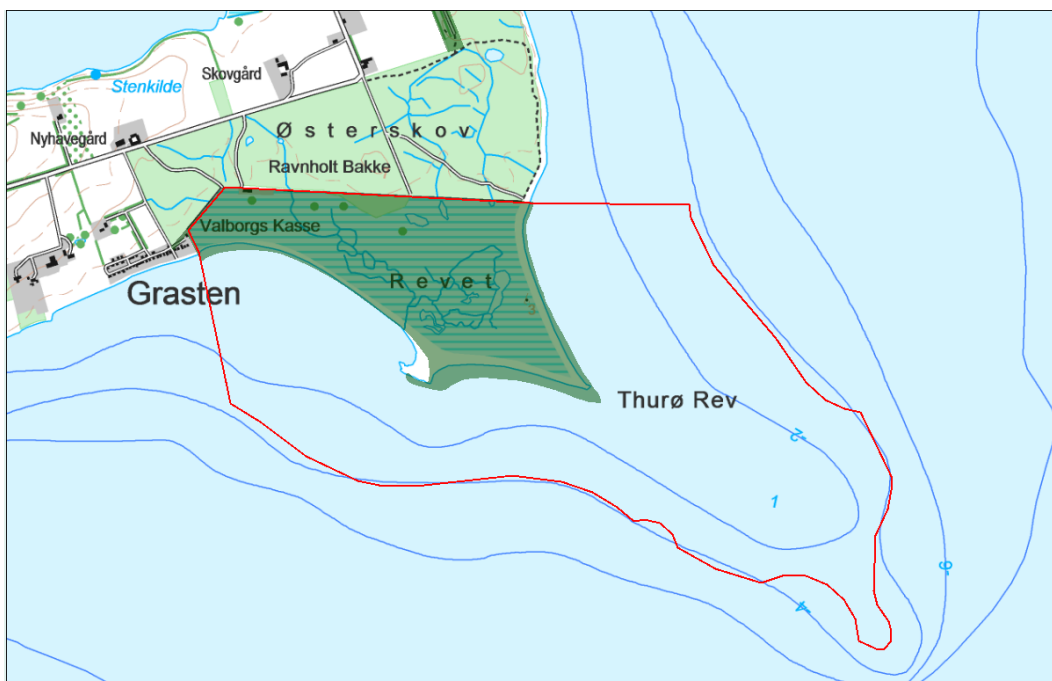 Skovgård
Stenkilde
Østerskov
Nyhavegård
Ravnholt Bakke
Valborgs Kasse
Revet
Grasten
Thurø Rev
-2
1
-6
-4